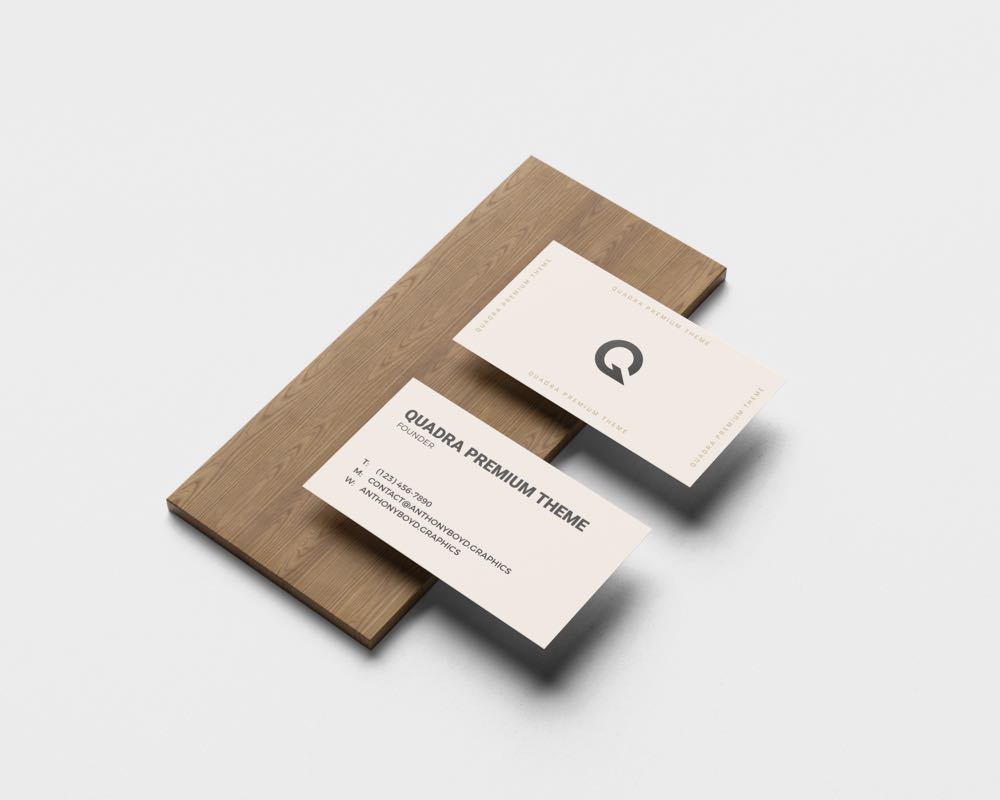 QUADRA PREMIUM THEME
QUADRA PREMIUM THEME
Q
QUADRA PREMIUM THEME
QUADRA PREMIUM THEME
QUADRA PREMIUM THEME
FOUNDER
T: (123) 456-7890
M: CONTACT@ANTHONYBOYD.GRAPHICS
W: ANTHONYBOYD.GRAPHICS